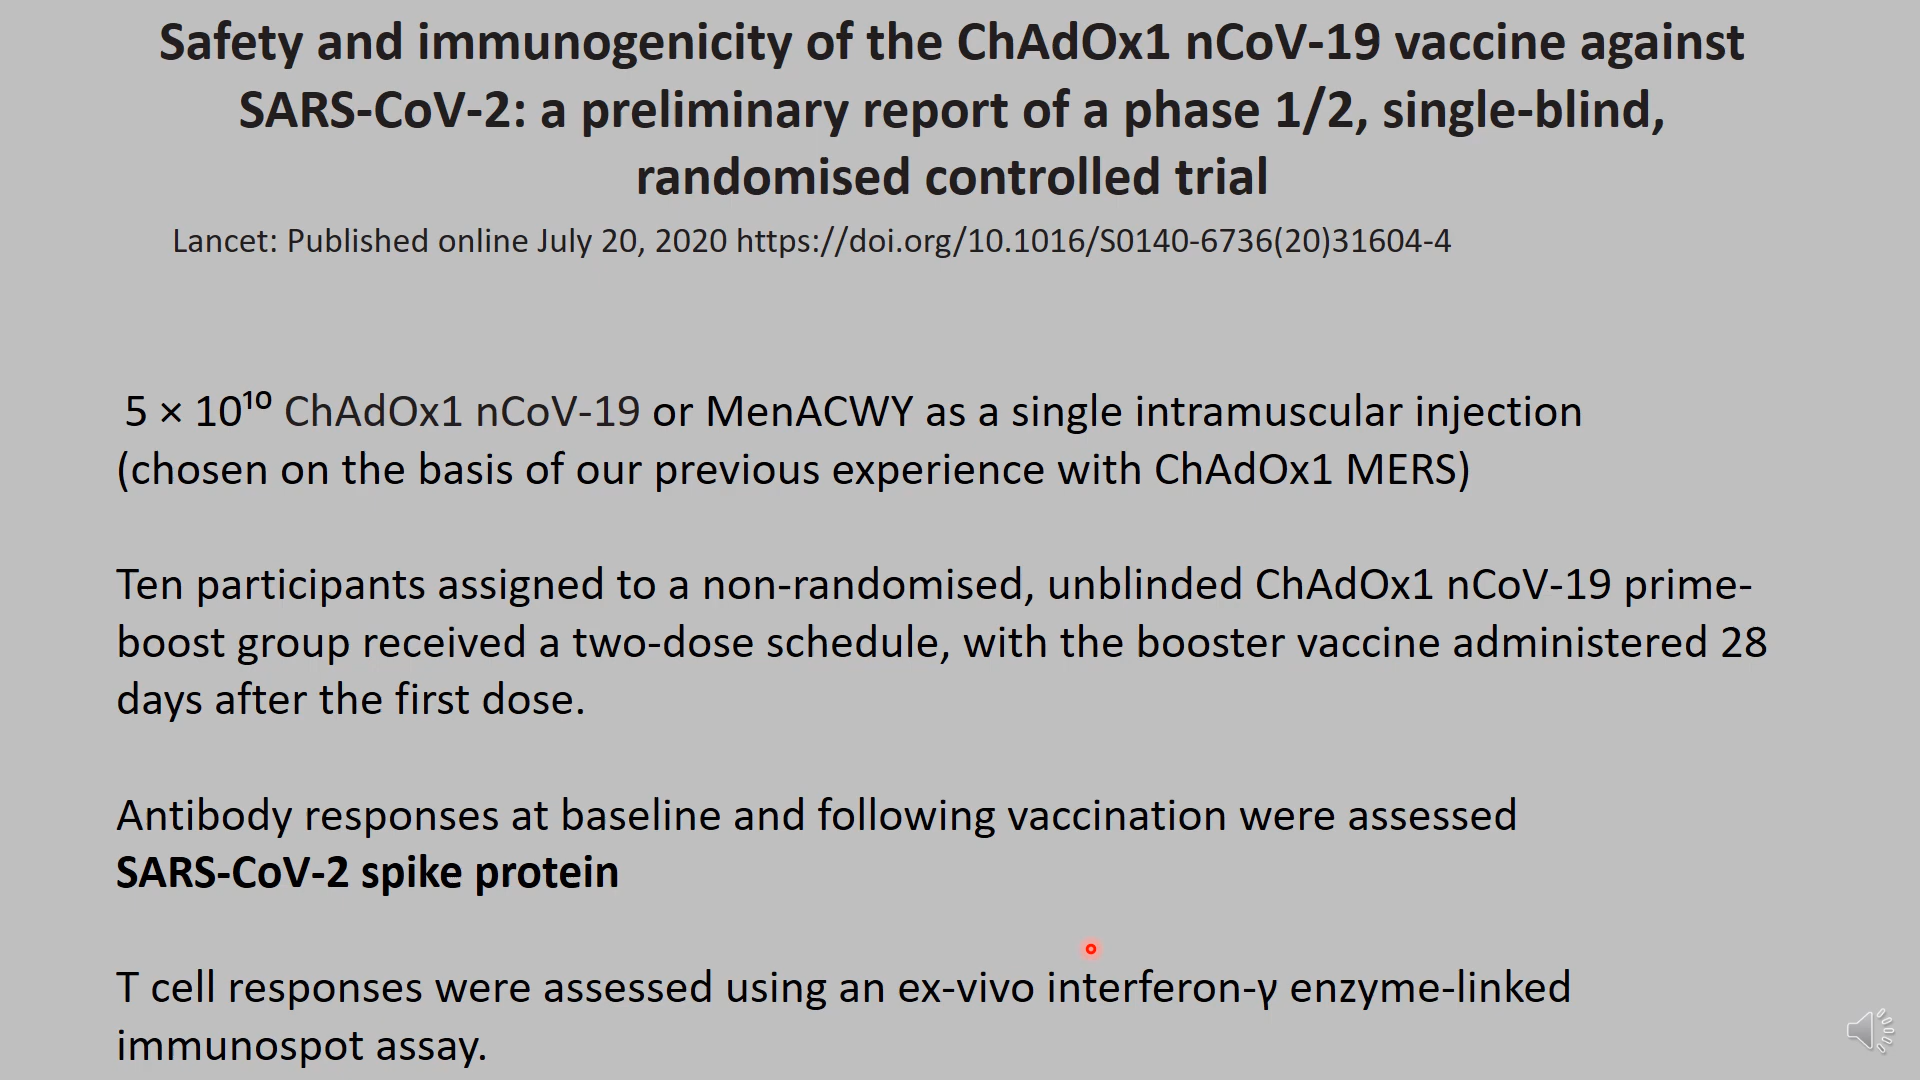 Safety and immunogenicity of the ChAdOx1 nCoV-19 vaccine against
SARS-CoV-2: a preliminary report of a phase 1/2, single-blind,
randomised controlled trial
Lancet: Published online July 20, 2020 https://doi.org/10.1016/S0140-6736(20)31604-4
5 × 10¹⁰ ChAdOx1 nCoV-19 or MenACWY as a single intramuscular injection
(chosen on the basis of our previous experience with ChAdOx1 MERS)
Ten participants assigned to a non-randomised, unblinded ChAdOx1 nCoV-19 prime-
boost group received a two-dose schedule, with the booster vaccine administered 28
days after the first dose.
Antibody responses at baseline and following vaccination were assessed
SARS-CoV-2 spike protein
T cell responses were assessed using an ex-vivo interferon-γ enzyme-linked
immunospot assay.